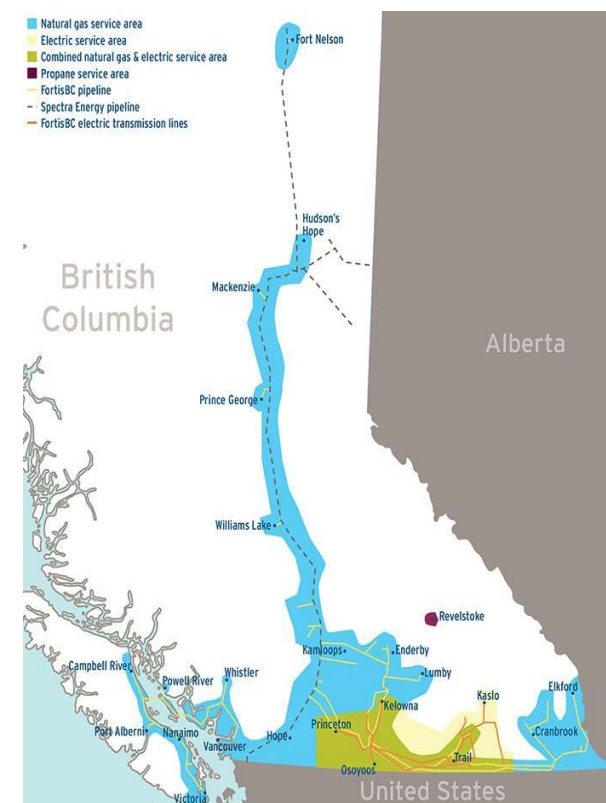 Natural gas service area
Electric service area
Combined natural gas & electric service area
Propane service area
FortisBC pipeline
Spectra Energy pipeline
FortisBC electric transmission lines
Fort Nelson
Hudson's
Hope
British
Columbia
Mackenzie
Alberta
Prince George
Williams Lake
Revelstoke
Kamloops
Enderby
Campbell River
Powell River
Whistler
Lumby
Elkford
Kaslo
Kelowna
Port Alberni
Nanaimo
Vancouver
Hope
Princeton
Cranbrook
Trail
Osoyoos
Victoria
United States